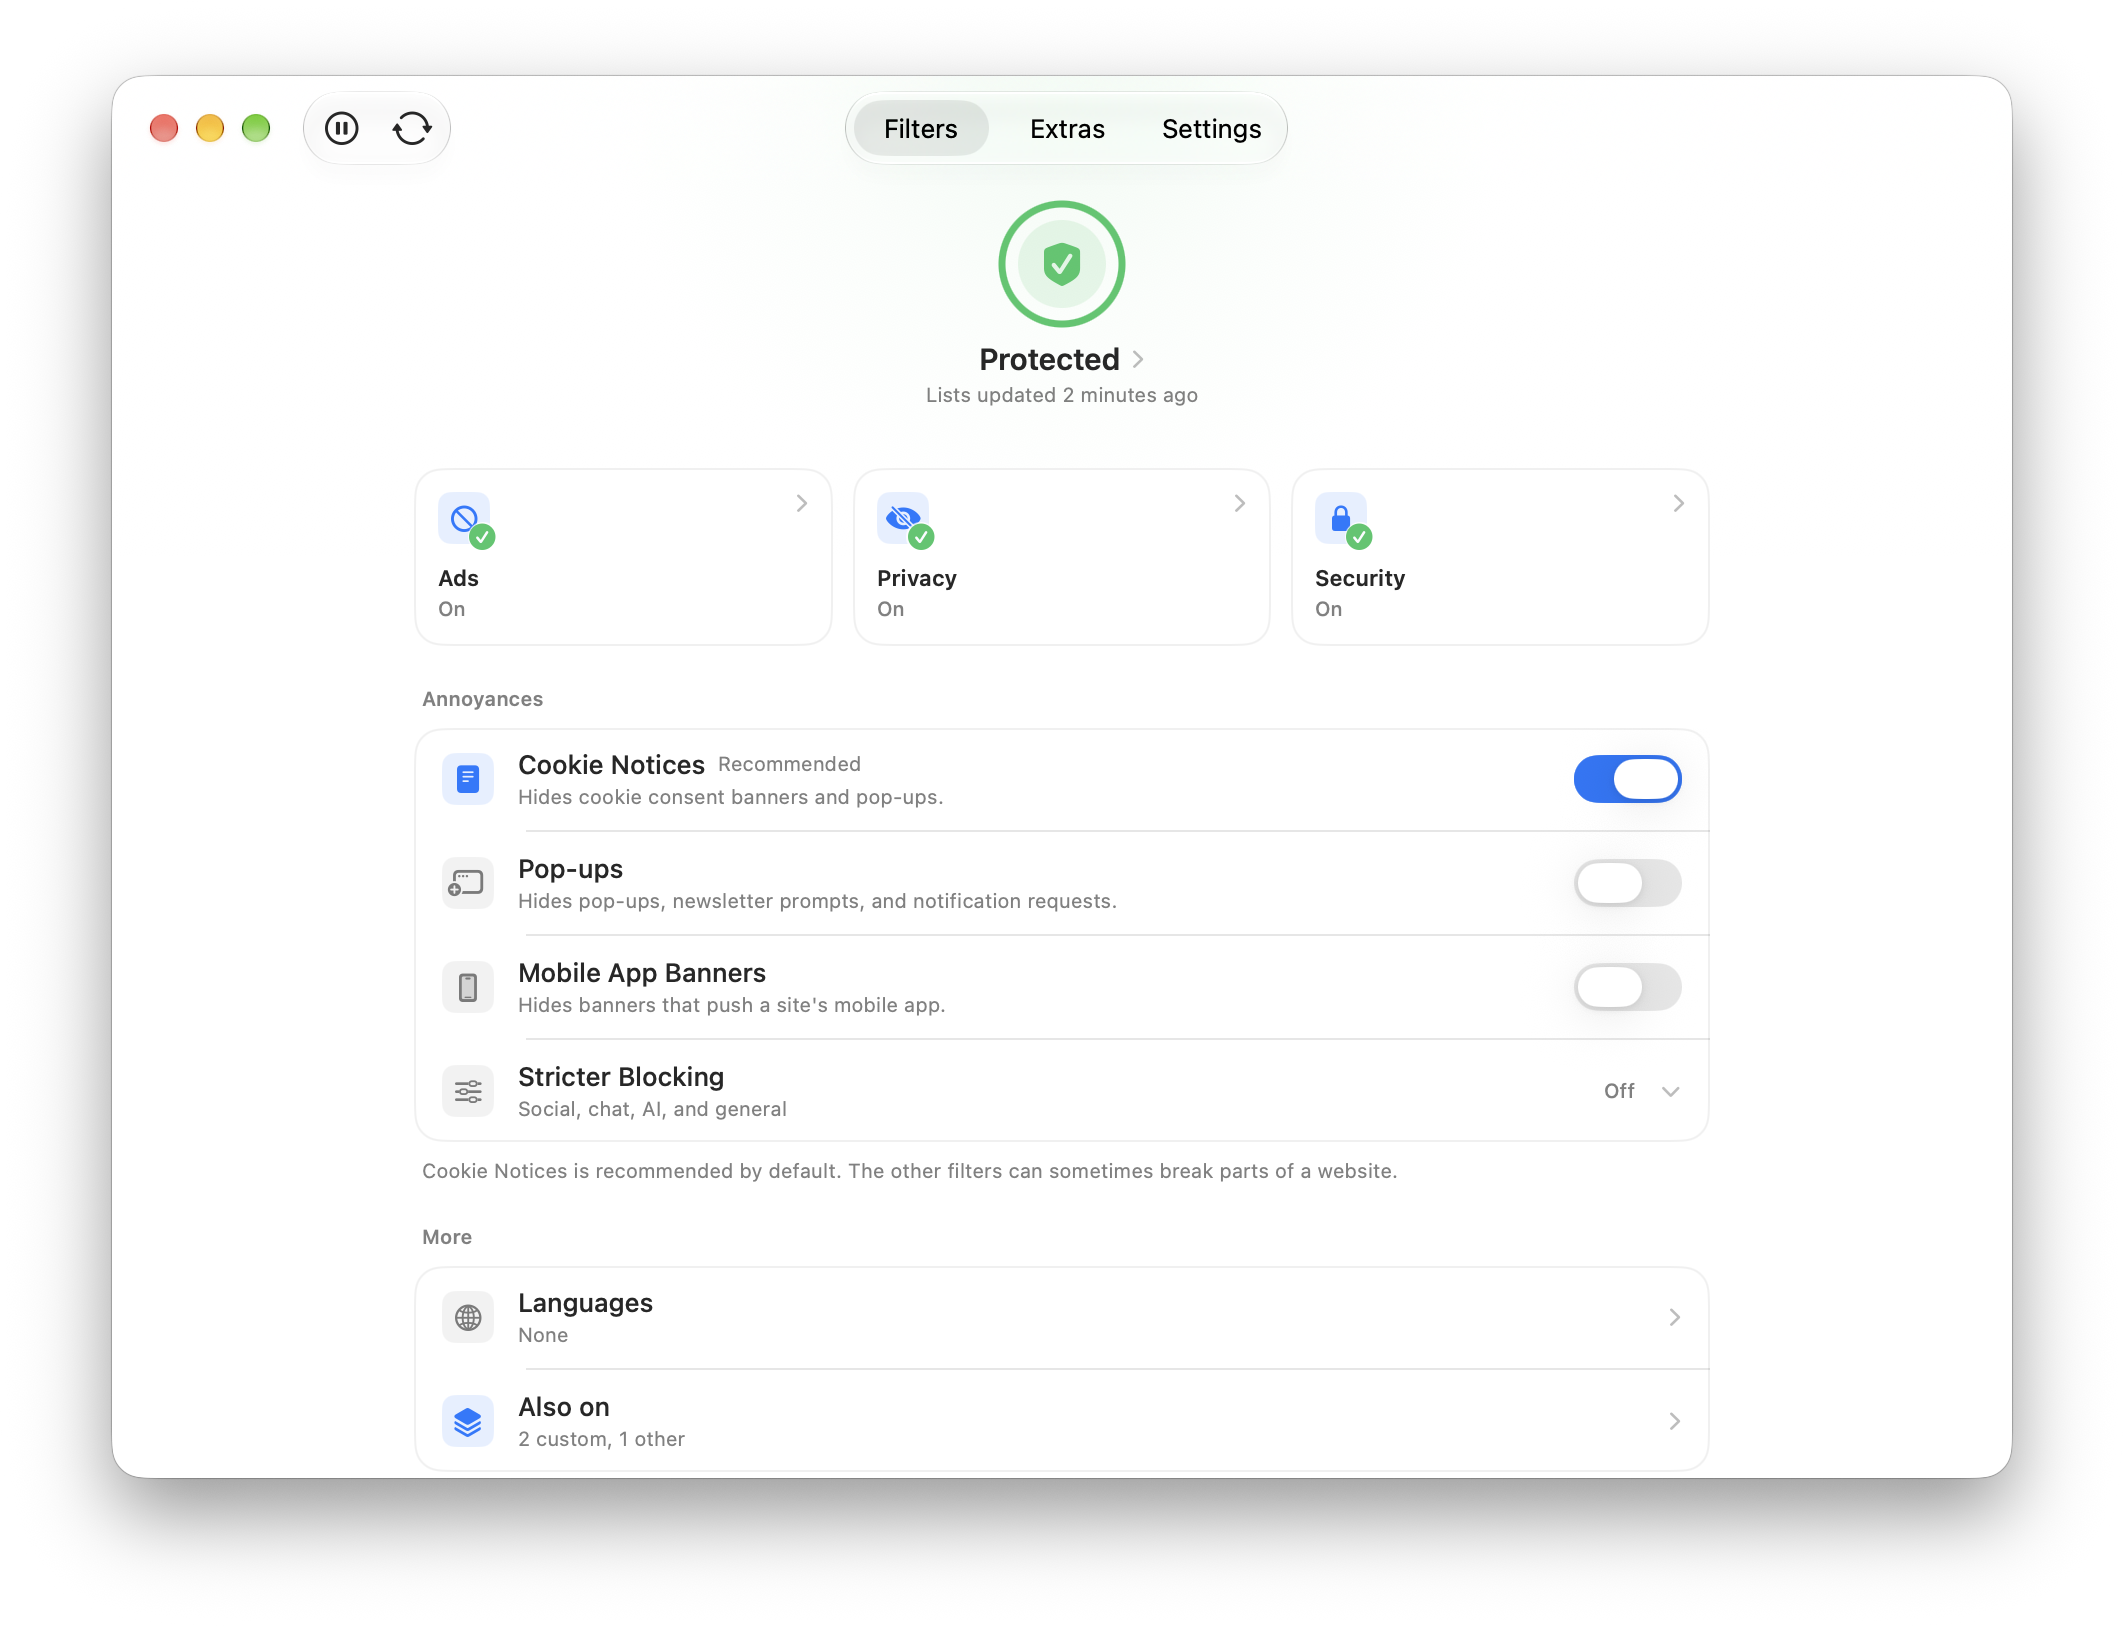 Filters Extras Settings
Protected
Lists updated 2 minutes ago
Ads
On
Privacy
On
Security
On
Annoyances
Cookie Notices Recommended
Hides cookie consent banners and pop-ups.
Pop-ups
Hides pop-ups, newsletter prompts, and notification requests.
Mobile App Banners
Hides banners that push a site's mobile app.
Stricter Blocking
Social, chat, AI, and general
Off
Cookie Notices is recommended by default. The other filters can sometimes break parts of a website.
More
Languages
None
Also on
2 custom, 1 other